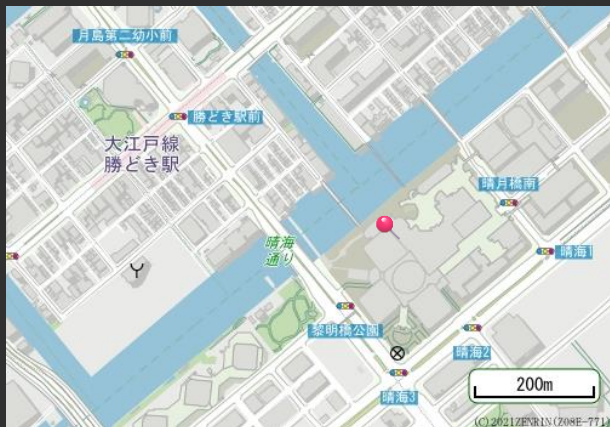 月島第二幼小前
勝どき駅前
大江戸線
勝どき駅
晴月橋南
晴海
通り
晴海1
黎明橋公園
晴海2
晴海3
200m
(C)2021ZENRIN(Z08E-771)